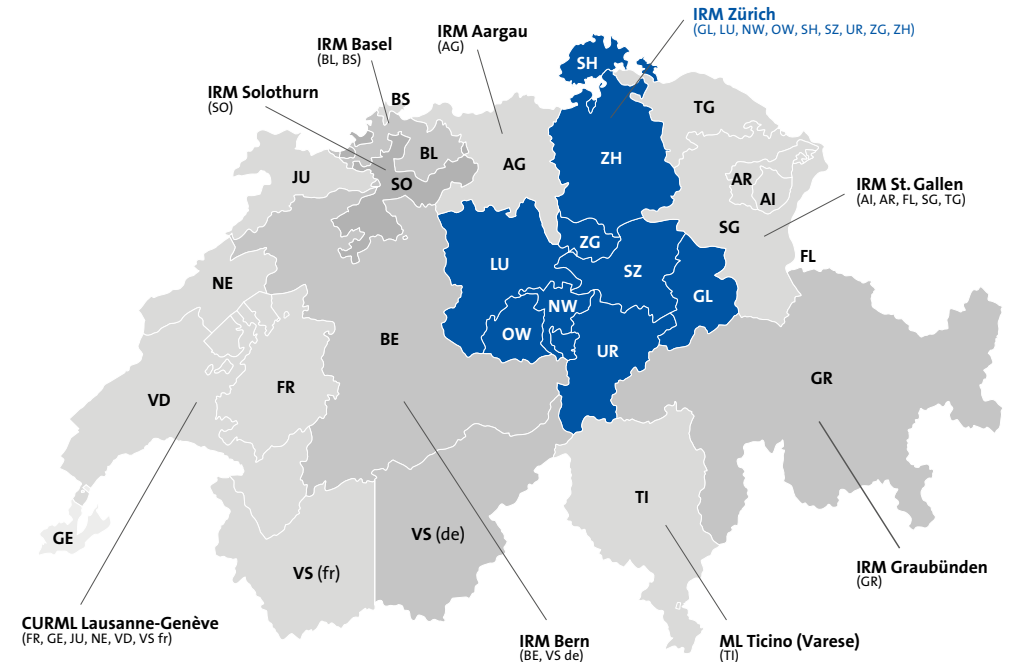 IRM Zürich
(GL, LU, NW, OW, SH, SZ, UR, ZG, ZH)
IRM Aargau
(AG)
IRM Basel
(BL, BS)
IRM Solothurn
(SO)
SH
BS
TG
BL
ZH
AG
JU
SO
AR
AI
IRM St. Gallen
(AI, AR, FL, SG, TG)
SG
ZG
FL
LU
SZ
NE
GL
NW
OW
BE
UR
GR
FR
VD
TI
VS (de)
GE
VS (fr)
IRM Graubünden
(GR)
CURML Lausanne-Genève
(FR, GE, JU, NE, VD, VS fr)
IRM Bern
(BE, VS de)
ML Ticino (Varese)
(TI)